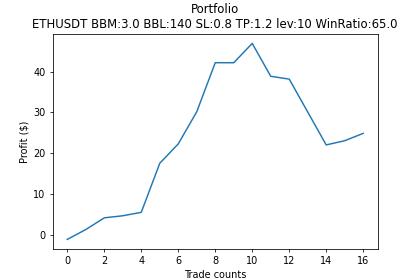 Portfolio
ETHUSDT BBM:3.0 BBL:140 SL:0.8 TP:1.2 lev:10 WinRatio:65.0
Profit ($)
40
30
20
10
0
0 2 4 6 8 10 12 14 16
Trade counts